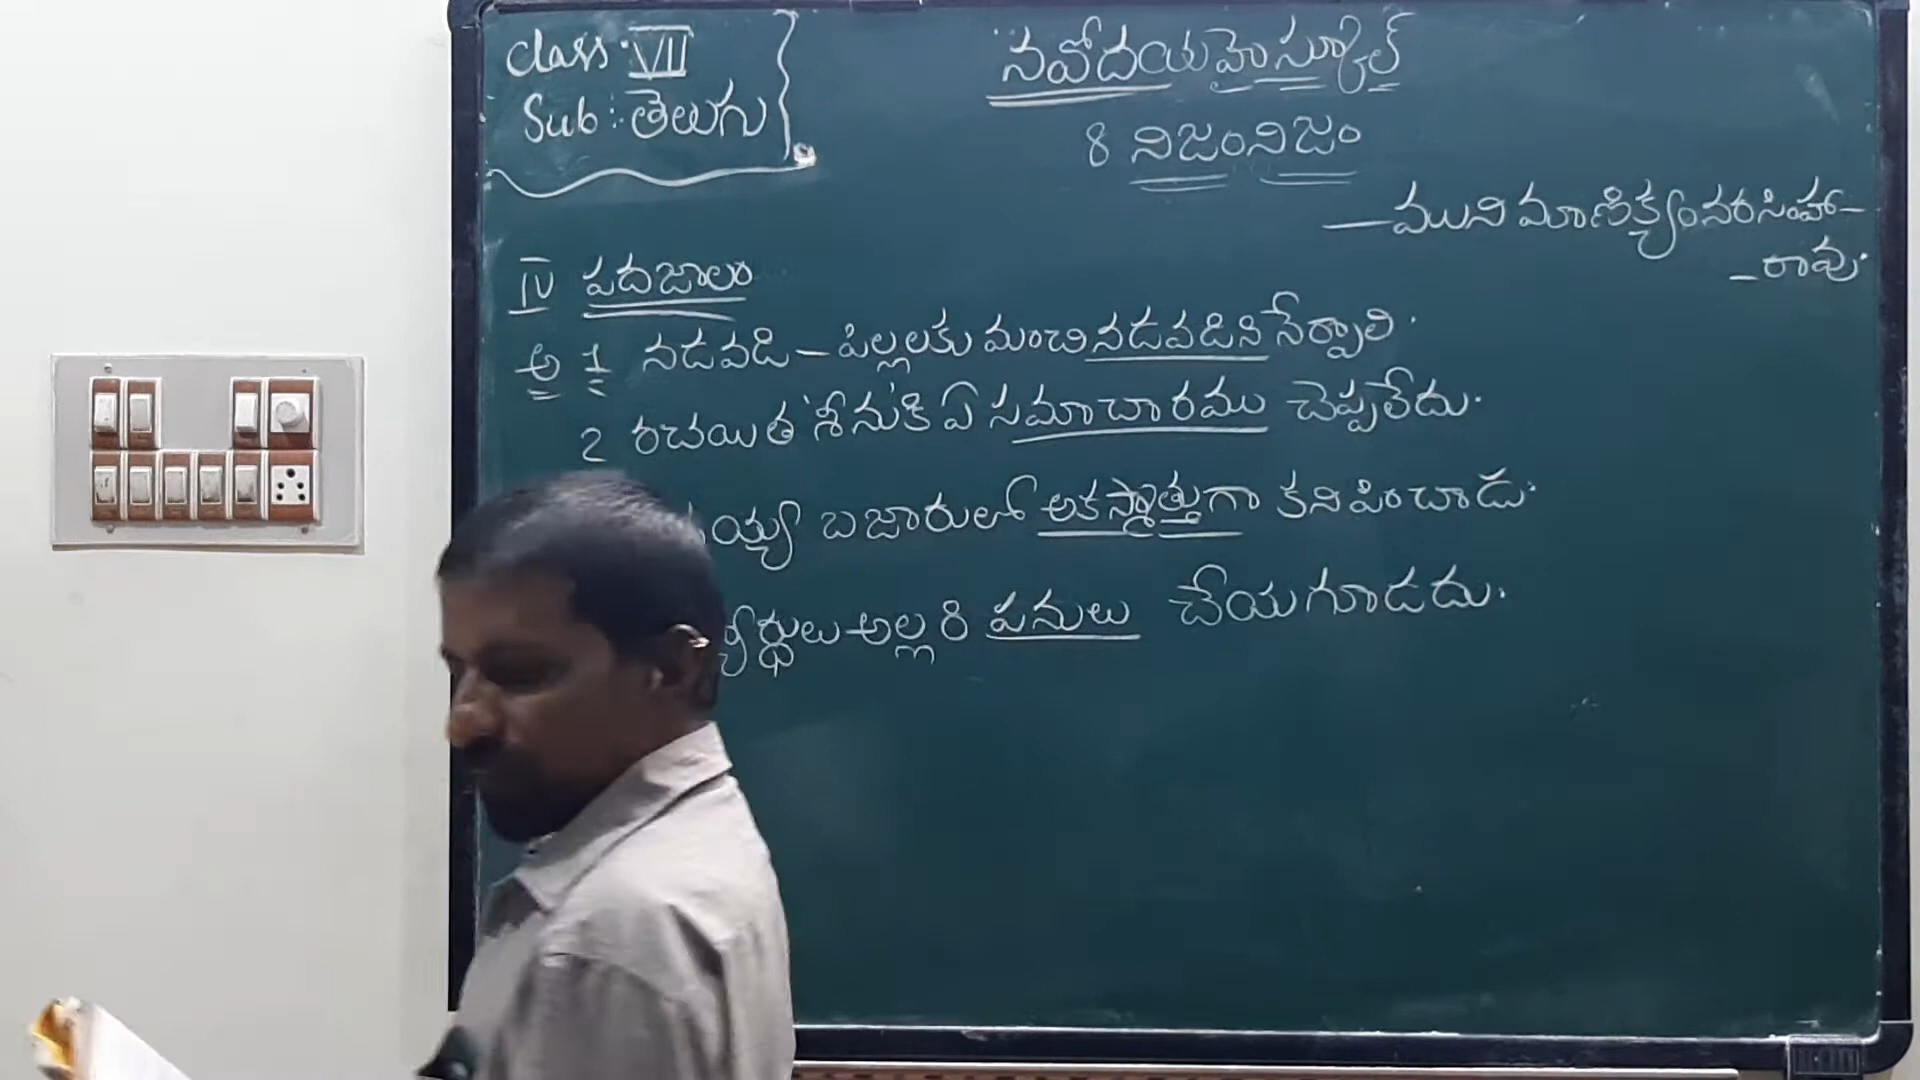 Class: VII
Sub: తెలుగు
నవోదయ హై స్కూల్
8 నిజం నిజం
— ముని మాణిక్యం నరసింహా-
- రావు.
IV పదజాలం
అ 1 నడవడి – పిల్లలకు మంచి నడవడిని నేర్పాలి.
2 రచయిత 'శీను'కి ఏ సమాచారము చెప్పలేదు.
బజారులో అకస్మాత్తుగా కనిపించాడు.
అల్లరి పనులు చేయగూడదు.